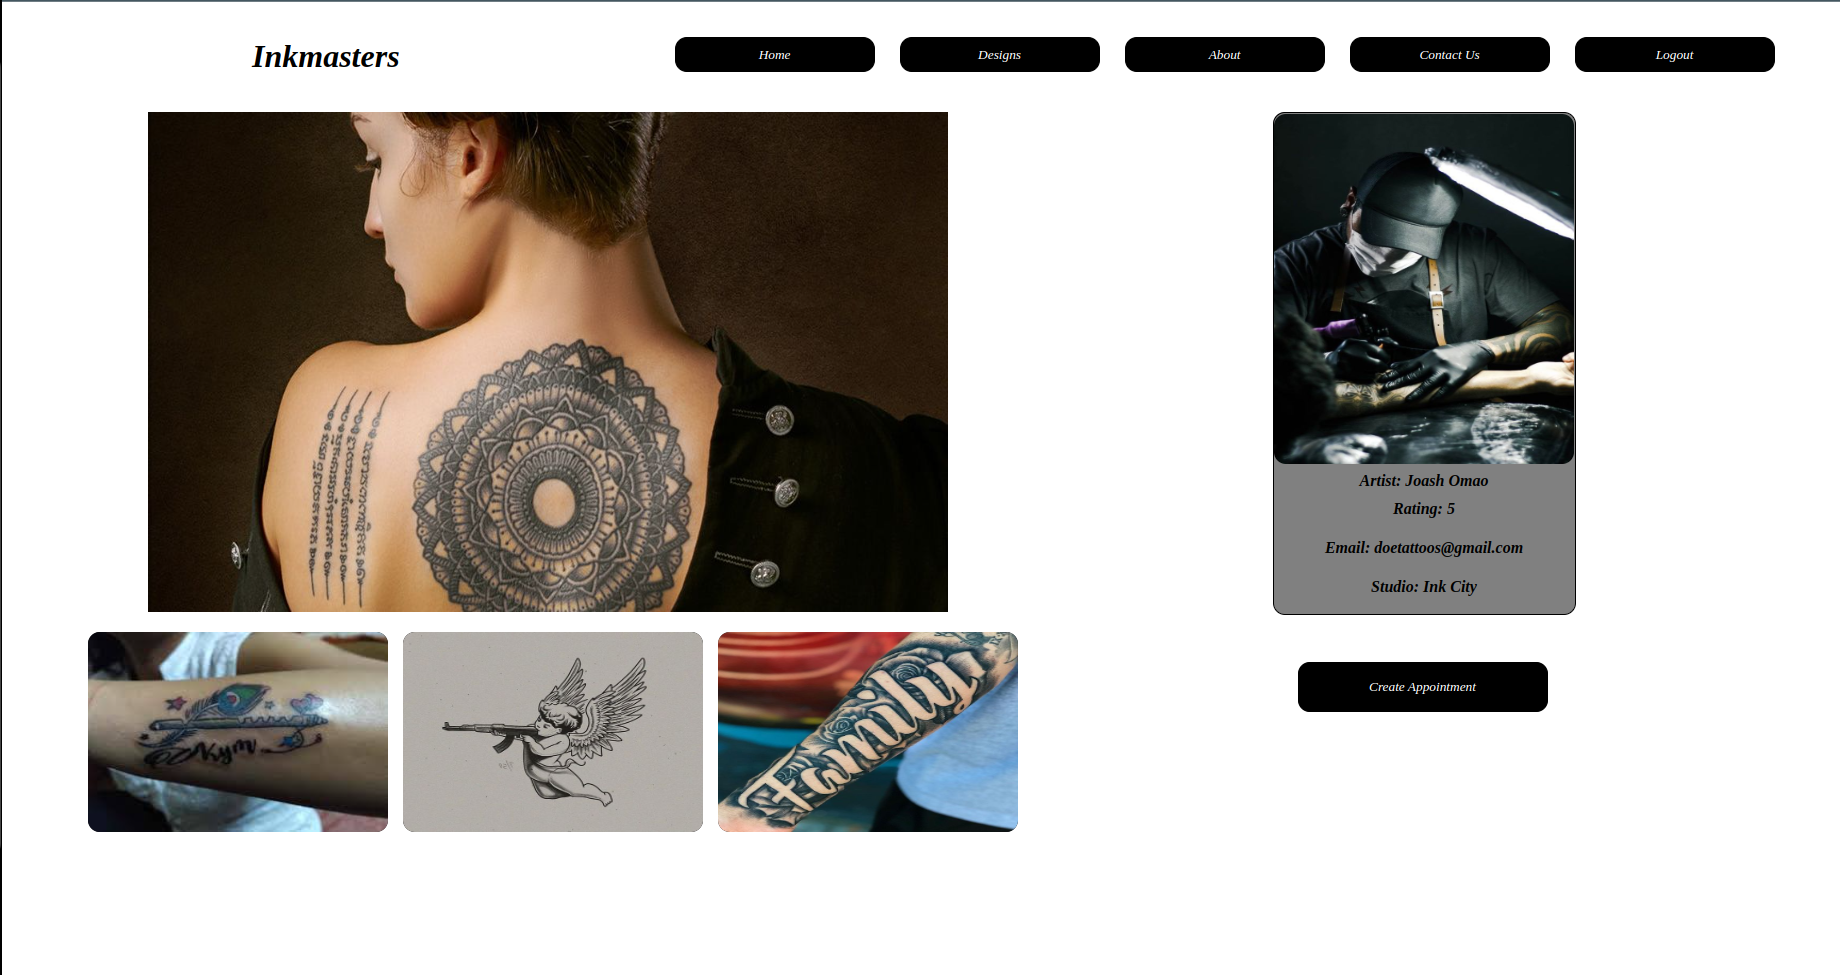 Inkmasters
Home
Designs
About
Contact Us
Logout
Artist: Joash Omao
Rating: 5
Email: doetattoos@gmail.com
Studio: Ink City
Create Appointment
Family